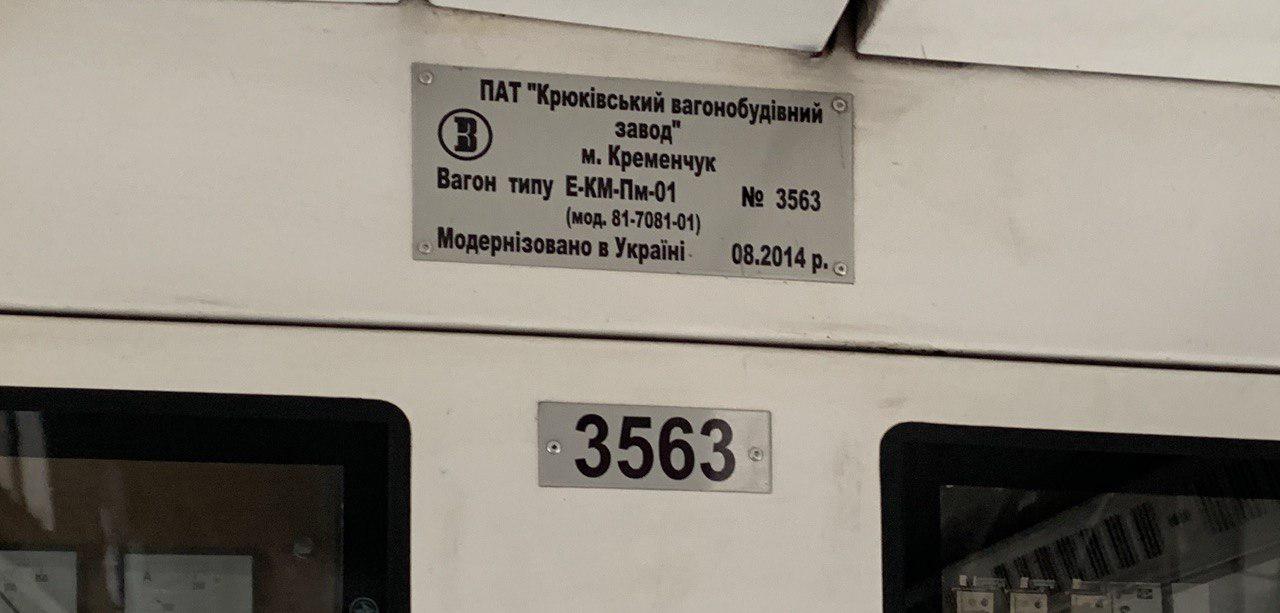 ПАТ "Крюківський вагонобудівний
завод"
м. Кременчук
Вагон типу Е-КМ-Пм-01 № 3563
(мод. 81-7081-01)
Модернізовано в Україні 08.2014 р.
3563